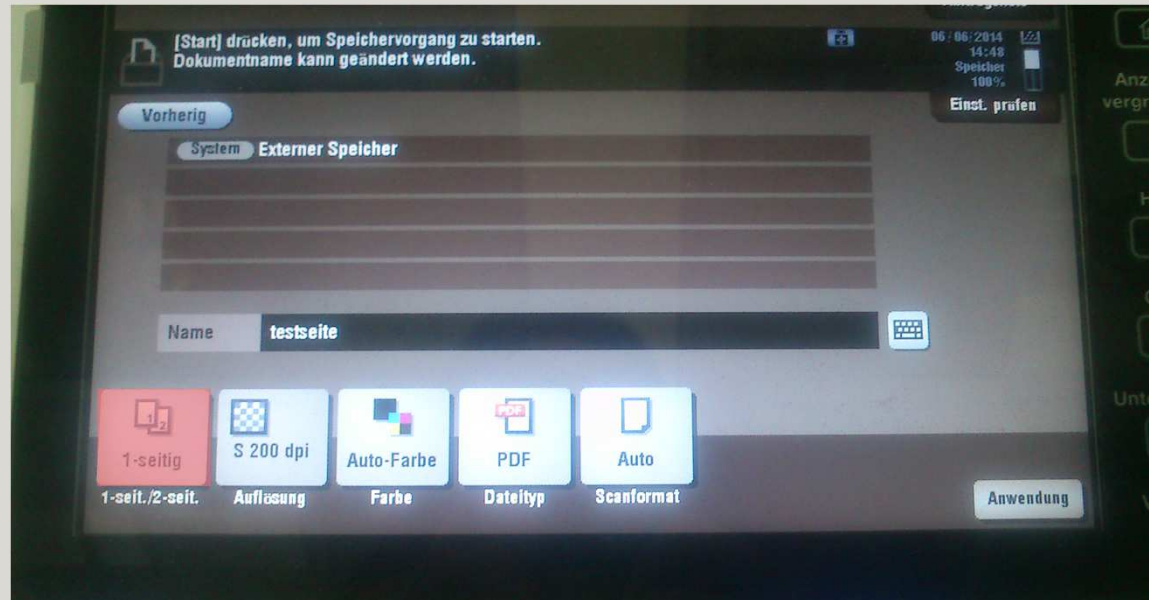 [Start] drücken, um Speichervorgang zu starten.
Dokumentname kann geändert werden.
06/06/2014
14:48
Speicher
100%
Einst. prüfen
Vorherig
System Externer Speicher
Name testseite
1-seitig
S 200 dpi
Auto-Farbe
PDF
PDF
Auto
1-seit./2-seit. Auflösung Farbe Dateityp Scanformat
Anwendung